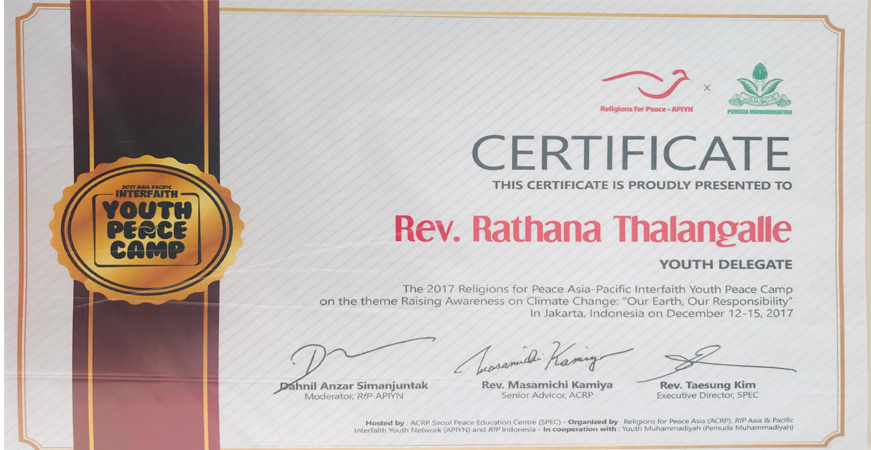 2017 ASIA PACIFIC
INTERFAITH
YOUTH
PEACE
CAMP
Religions for Peace - APIYN
×
PEMUDA MUHAMMADIYAH
CERTIFICATE
THIS CERTIFICATE IS PROUDLY PRESENTED TO
Rev. Rathana Thalangalle
YOUTH DELEGATE
The 2017 Religions for Peace Asia-Pacific Interfaith Youth Peace Camp
on the theme Raising Awareness on Climate Change: "Our Earth, Our Responsibility"
In Jakarta, Indonesia on December 12-15, 2017
Masamichi Kamiya
Dahnil Anzar Simanjuntak
Moderator, RfP-APIYN
Rev. Masamichi Kamiya
Senior Advicor, ACRP
Rev. Taesung Kim
Executive Director, SPEC
Hosted by : ACRP Seoul Peace Education Centre (SPEC) - Organized by : Religions for Peace Asia (ACRP), RfP Asia & Pacific
Interfaith Youth Network (APIYN) and RfP Indonesia - In cooperation with : Youth Muhammadiyah (Pemuda Muhammadiyah)